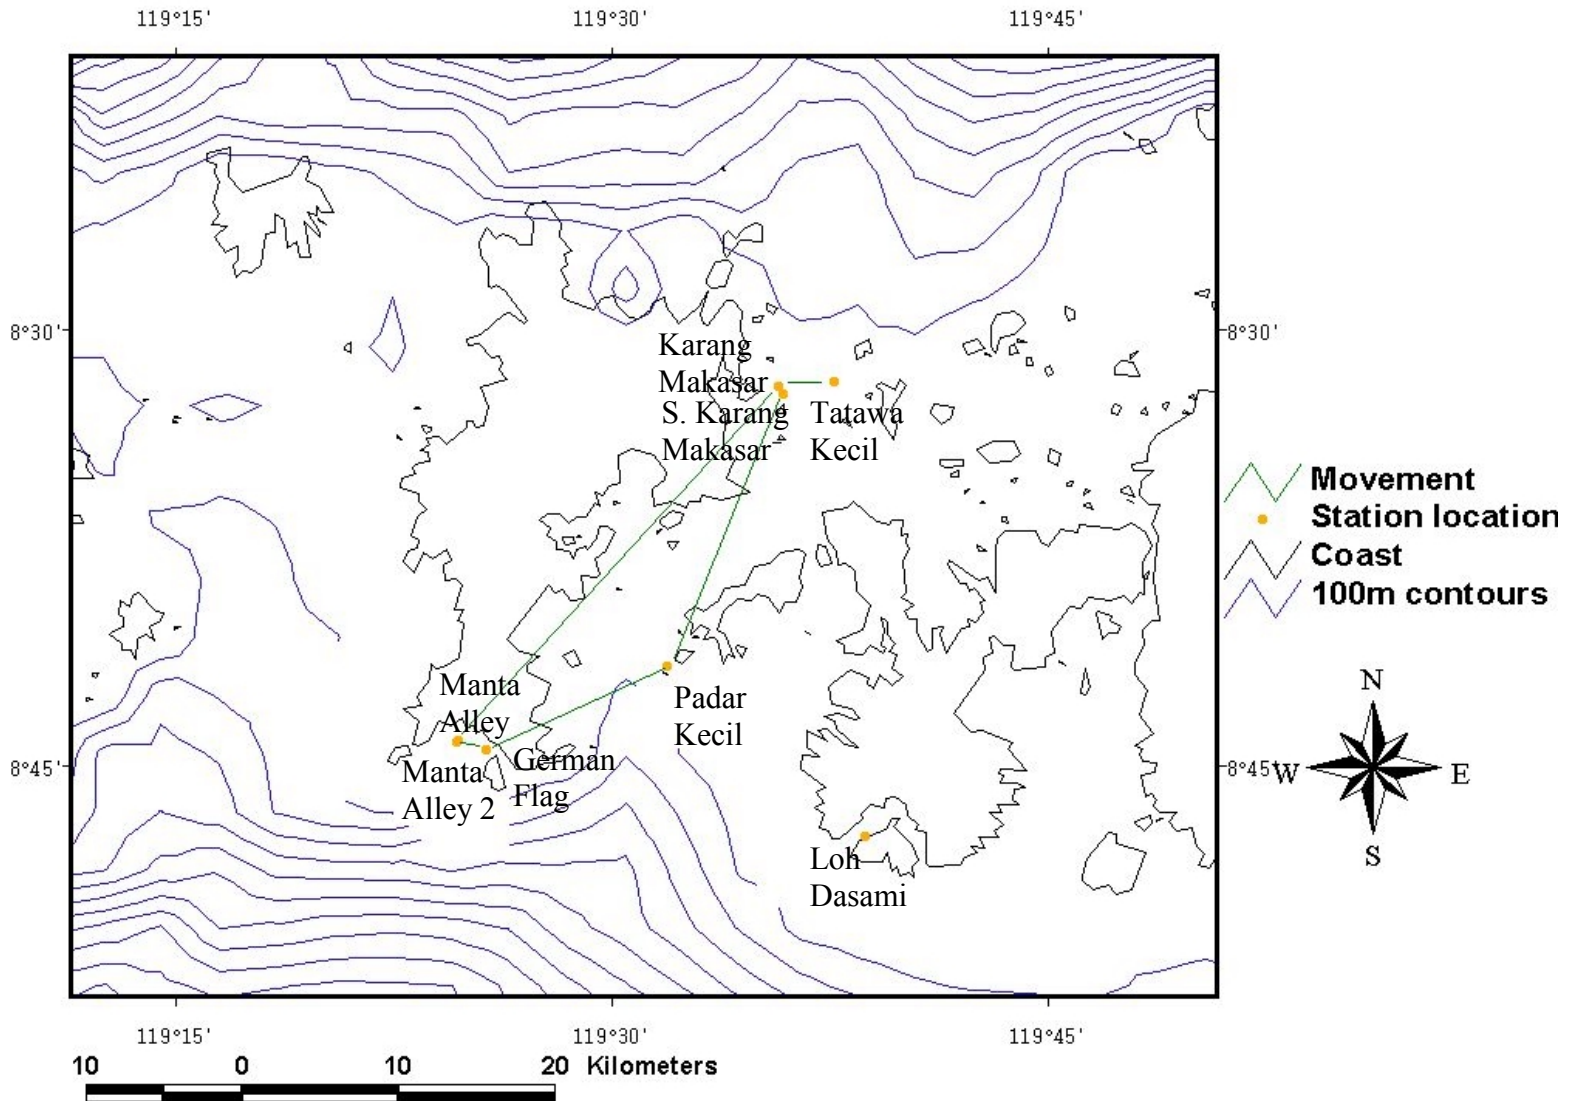 119°15' 119°30' 119°45'
8°30' 8°30'
Karang
Makasar
S. Karang
Makasar
Tatawa
Kecil
Movement
Station location
Coast
100m contours
Manta
Alley
Padar
Kecil
Manta
Alley 2
German
Flag
8°45' 8°45'
N
W E
S
Loh
Dasami
119°15' 119°30' 119°45'
10 0 10 20 Kilometers